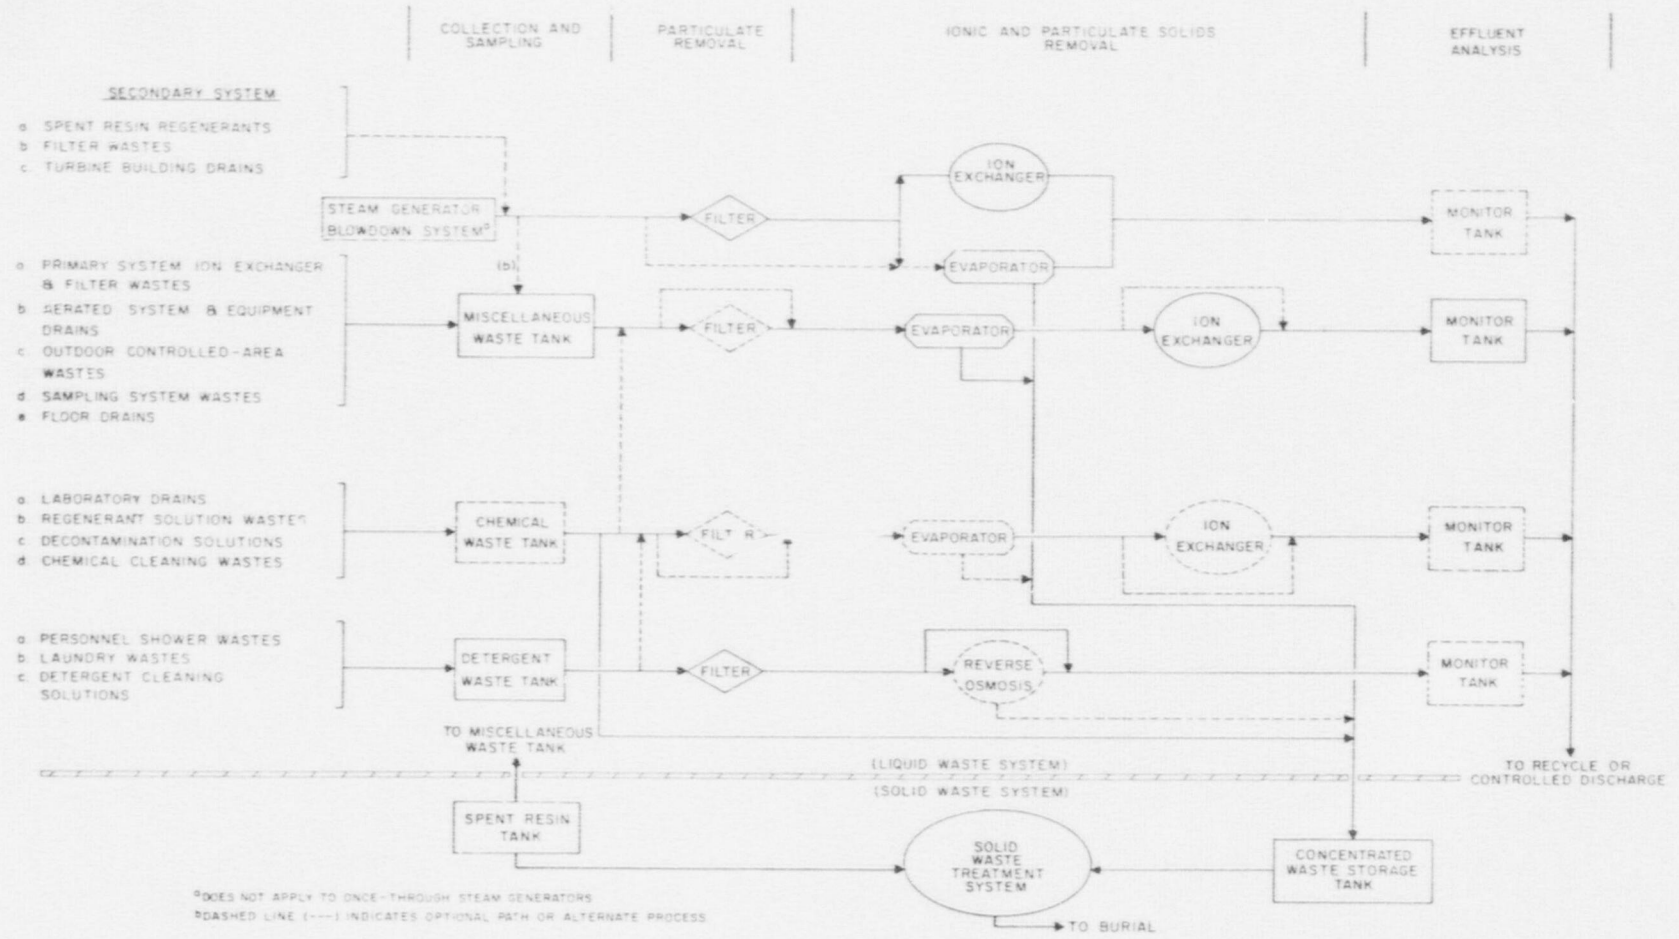 COLLECTION AND
SAMPLING
PARTICULATE
REMOVAL
IONIC AND PARTICULATE SOLIDS
REMOVAL
EFFLUENT
ANALYSIS
SECONDARY SYSTEM
a. SPENT RESIN REGENERANTS
b. FILTER WASTES
c. TURBINE BUILDING DRAINS
STEAM GENERATOR
BLOWDOWN SYSTEM a
FILTER
ION
EXCHANGER
EVAPORATOR
MONITOR
TANK
a. PRIMARY SYSTEM ION EXCHANGER
& FILTER WASTES
b. AERATED SYSTEM & EQUIPMENT
DRAINS
c. OUTDOOR CONTROLLED-AREA
WASTES
d. SAMPLING SYSTEM WASTES
e. FLOOR DRAINS
(b)
MISCELLANEOUS
WASTE TANK
FILTER
EVAPORATOR
ION
EXCHANGER
MONITOR
TANK
a. LABORATORY DRAINS
b. REGENERANT SOLUTION WASTES
c. DECONTAMINATION SOLUTIONS
d. CHEMICAL CLEANING WASTES
CHEMICAL
WASTE TANK
FILT R
EVAPORATOR
ION
EXCHANGER
MONITOR
TANK
a. PERSONNEL SHOWER WASTES
b. LAUNDRY WASTES
c. DETERGENT CLEANING
SOLUTIONS
DETERGENT
WASTE TANK
FILTER
REVERSE
OSMOSIS
MONITOR
TANK
TO MISCELLANEOUS
WASTE TANK
(LIQUID WASTE SYSTEM)
(SOLID WASTE SYSTEM)
TO RECYCLE OR
CONTROLLED DISCHARGE
SPENT RESIN
TANK
SOLID
WASTE
TREATMENT
SYSTEM
CONCENTRATED
WASTE STORAGE
TANK
TO BURIAL
a DOES NOT APPLY TO ONCE-THROUGH STEAM GENERATORS
b DASHED LINE (---) INDICATES OPTIONAL PATH OR ALTERNATE PROCESS